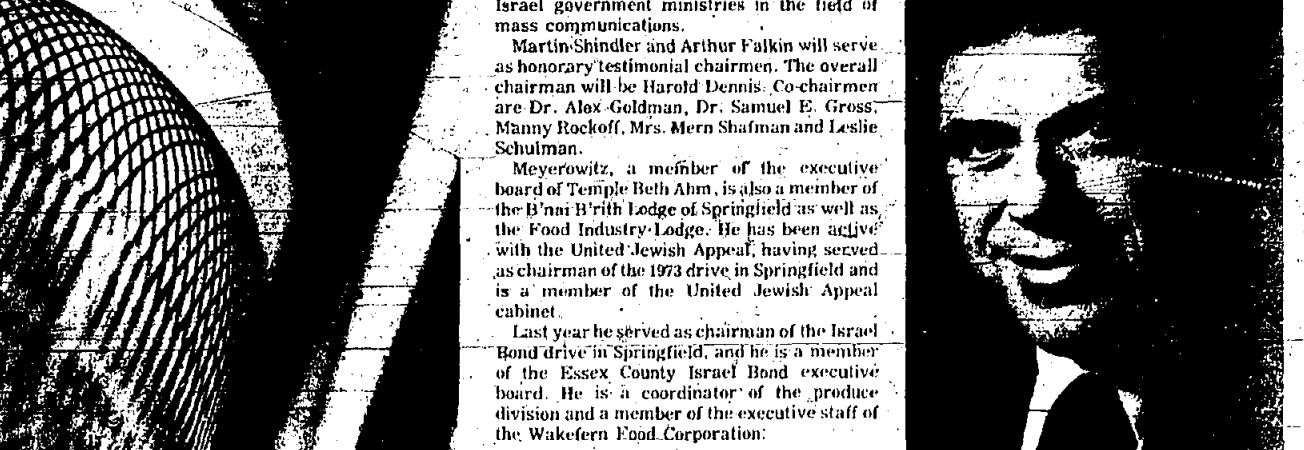 Israel government ministries in the field of
mass communications.
Martin Shindler and Arthur Falkin will serve
as honorary testimonial chairmen. The overall
chairman will be Harold Dennis. Co-chairmen
are Dr. Alex Goldman, Dr. Samuel E. Gross,
Manny Rockoff, Mrs. Mern Shafman and Leslie
Schulman.
Meyerowitz, a member of the executive
board of Temple Beth Ahm, is also a member of
the B'nai B'rith Lodge of Springfield as well as
the Food Industry Lodge. He has been active
with the United Jewish Appeal, having served
as chairman of the 1973 drive in Springfield and
is a member of the United Jewish Appeal
cabinet.
Last year he served as chairman of the Israel
Bond drive in Springfield, and he is a member
of the Essex County Israel Bond executive
board. He is a coordinator of the produce
division and a member of the executive staff of
the Wakefern Food Corporation.